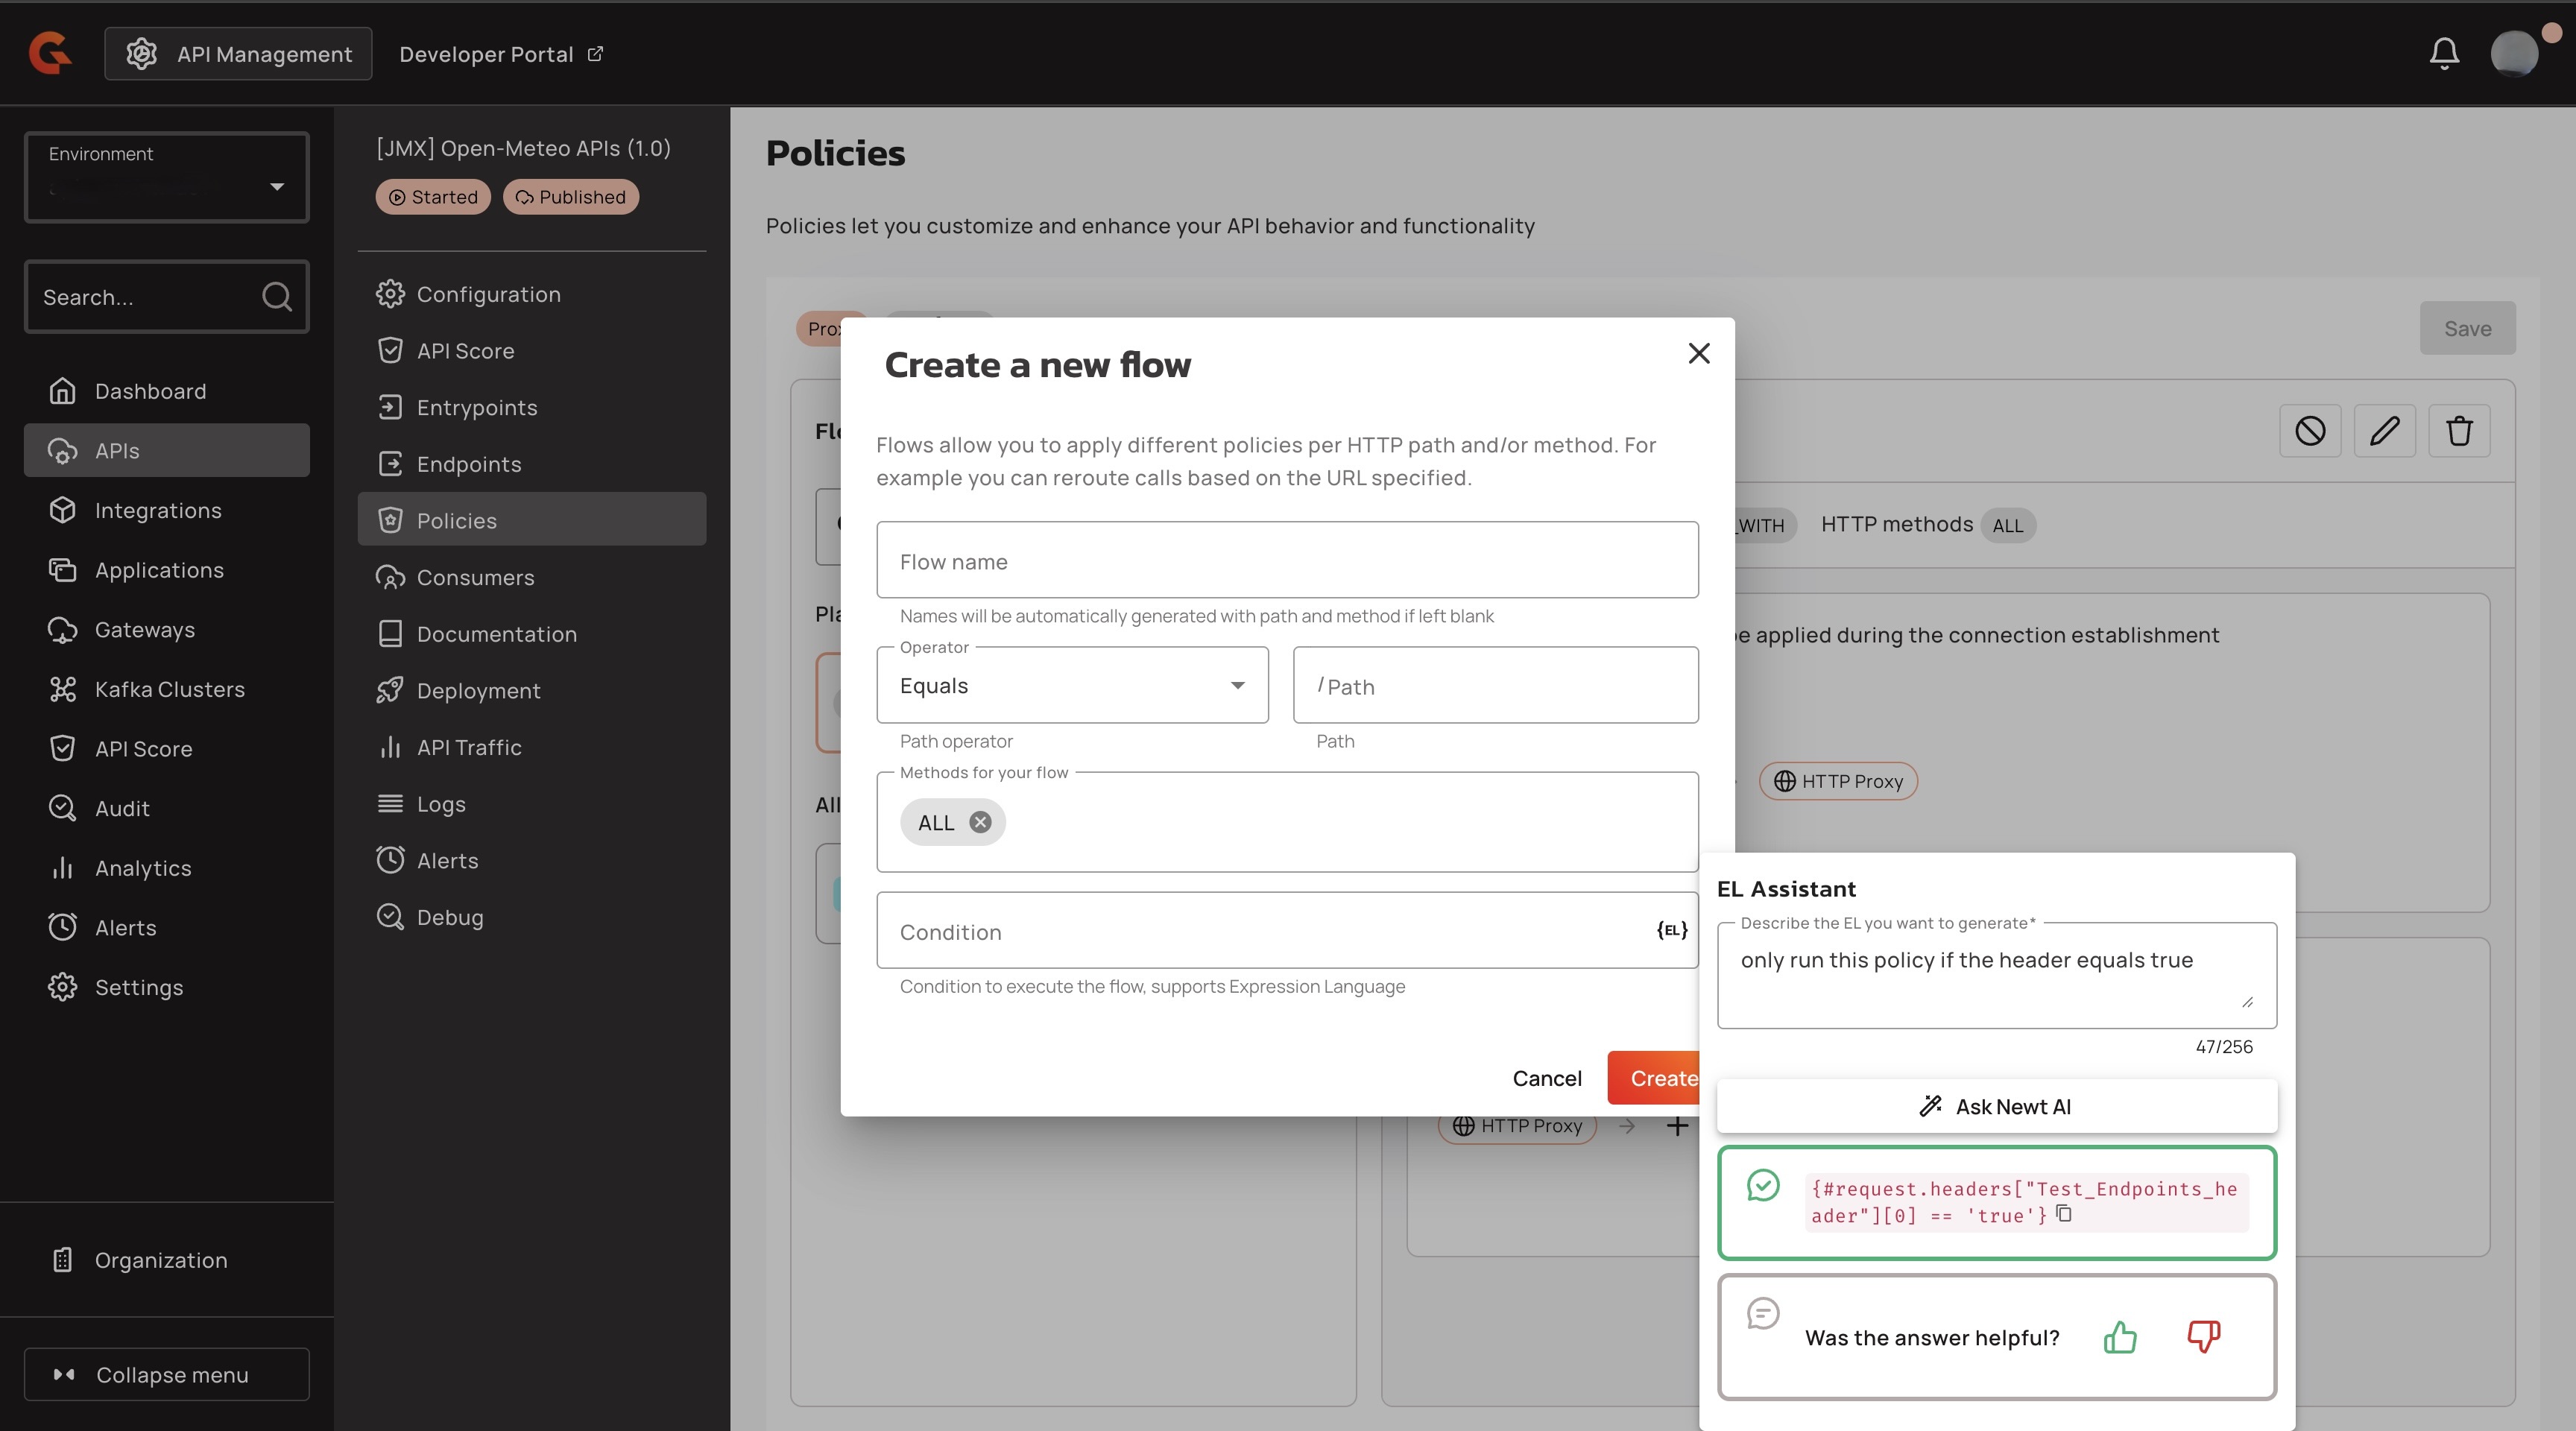 API Management
Developer Portal
Environment
Search...
Dashboard
APIs
Integrations
Applications
Gateways
Kafka Clusters
API Score
Audit
Analytics
Alerts
Settings
Organization
Collapse menu
[JMX] Open-Meteo APIs (1.0)
Started
Published
Configuration
API Score
Entrypoints
Endpoints
Policies
Consumers
Documentation
Deployment
API Traffic
Logs
Alerts
Debug
Policies
Policies let you customize and enhance your API behavior and functionality
Save
_WITH
HTTP methods
ALL
be applied during the connection establishment
HTTP Proxy
HTTP Proxy
Create a new flow
Flows allow you to apply different policies per HTTP path and/or method. For
example you can reroute calls based on the URL specified.
Flow name
Names will be automatically generated with path and method if left blank
Operator
Equals
Path operator
/ Path
Path
Methods for your flow
ALL
Condition
{EL}
Condition to execute the flow, supports Expression Language
Cancel
Create
EL Assistant
Describe the EL you want to generate*
only run this policy if the header equals true
47/256
Ask Newt AI
{#request.headers["Test_Endpoints_he
ader"][0] == 'true'}
Was the answer helpful?